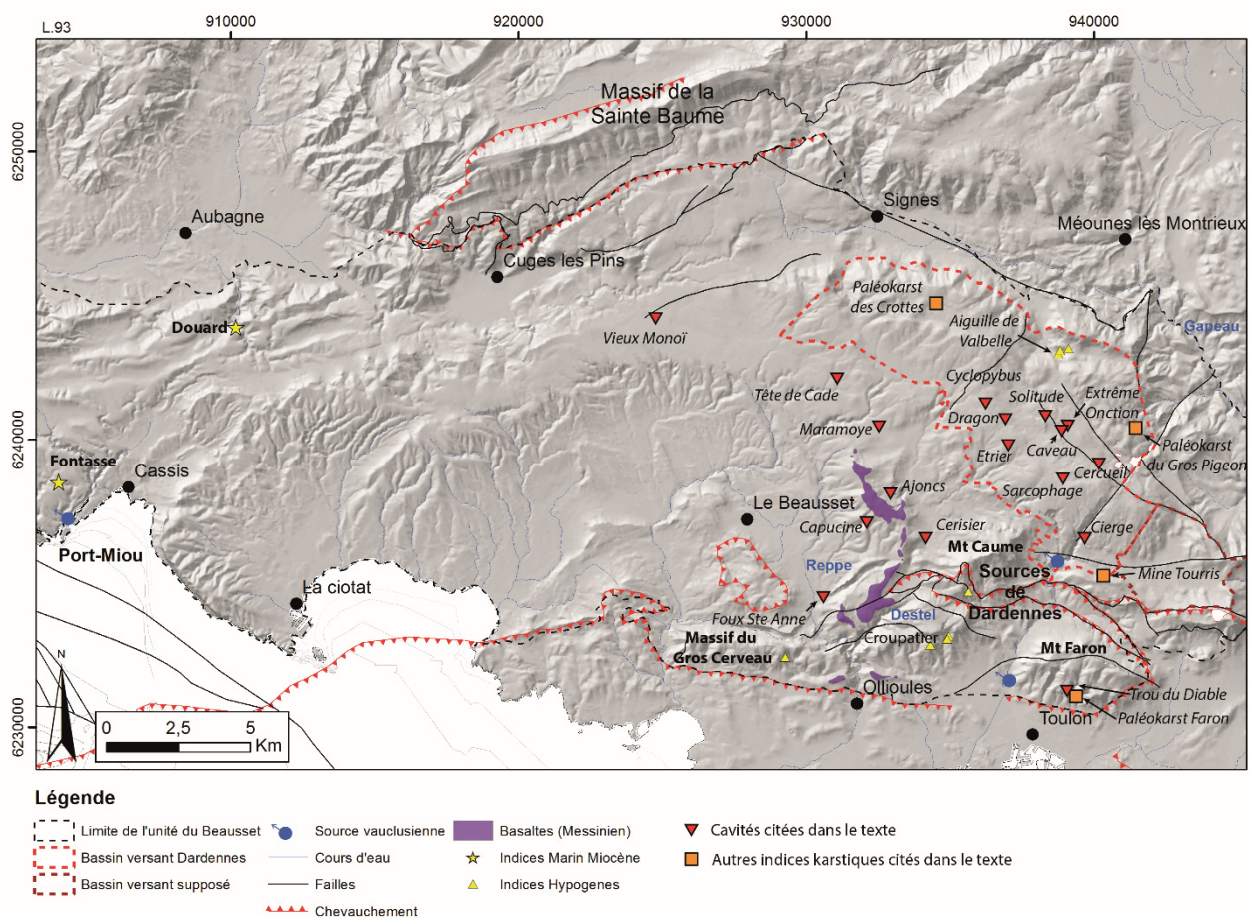 L.93
910000
920000
930000
940000
6250000
6240000
6230000
Massif de la
Sainte Baume
Aubagne
Signes
Méounes lès Montrieux
Cuges les Pins
Douard
Paléokarst
des Crottes
Vieux Monoï
Aiguille de
Valbelle
Gapeau
Tête de Cade
Cyclopybus
Solitude
Extrême
Onction
Dragon
Maramoye
Etrier
Caveau
Paléokarst
du Gros Pigeon
Cercueil
Fontasse
Cassis
Sarcophage
Ajoncs
Le Beausset
Capucine
Cerisier
Cierge
Port-Miou
Mt Caume
Reppe
Sources
de
Dardennes
Mine Tourris
La ciotat
Foux Ste Anne
Destel
Massif du
Gros Cerveau
Croupatier
Mt Faron
Ollioules
Trou du Diable
Toulon
Paléokarst Faron
N
0 2,5 5
Km
Légende
Limite de l'unité du Beausset
Bassin versant Dardennes
Bassin versant supposé
Source vauclusienne
Cours d'eau
Failles
Chevauchement
Basaltes (Messinien)
Indices Marin Miocène
Indices Hypogenes
Cavités citées dans le texte
Autres indices karstiques cités dans le texte